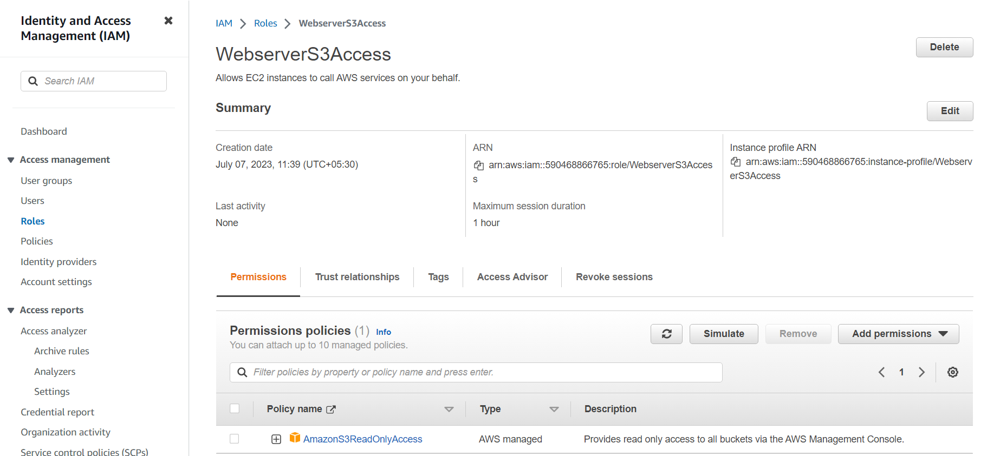 Identity and Access
Management (IAM)
Search IAM
Dashboard
Access management
User groups
Users
Roles
Policies
Identity providers
Account settings
Access reports
Access analyzer
Archive rules
Analyzers
Settings
Credential report
Organization activity
Service control policies (SCPs)
IAM
Roles
WebserverS3Access
WebserverS3Access
Delete
Allows EC2 instances to call AWS services on your behalf.
Summary
Edit
Creation date
July 07, 2023, 11:39 (UTC+05:30)
ARN
arn:aws:iam::590468866765:role/WebserverS3Acces
s
Instance profile ARN
arn:aws:iam::590468866765:instance-profile/Webserv
erS3Access
Last activity
None
Maximum session duration
1 hour
Permissions
Trust relationships
Tags
Access Advisor
Revoke sessions
Permissions policies (1) Info
You can attach up to 10 managed policies.
Simulate
Remove
Add permissions
Filter policies by property or policy name and press enter.
1
Policy name
Type
Description
AmazonS3ReadOnlyAccess
AWS managed
Provides read only access to all buckets via the AWS Management Console.